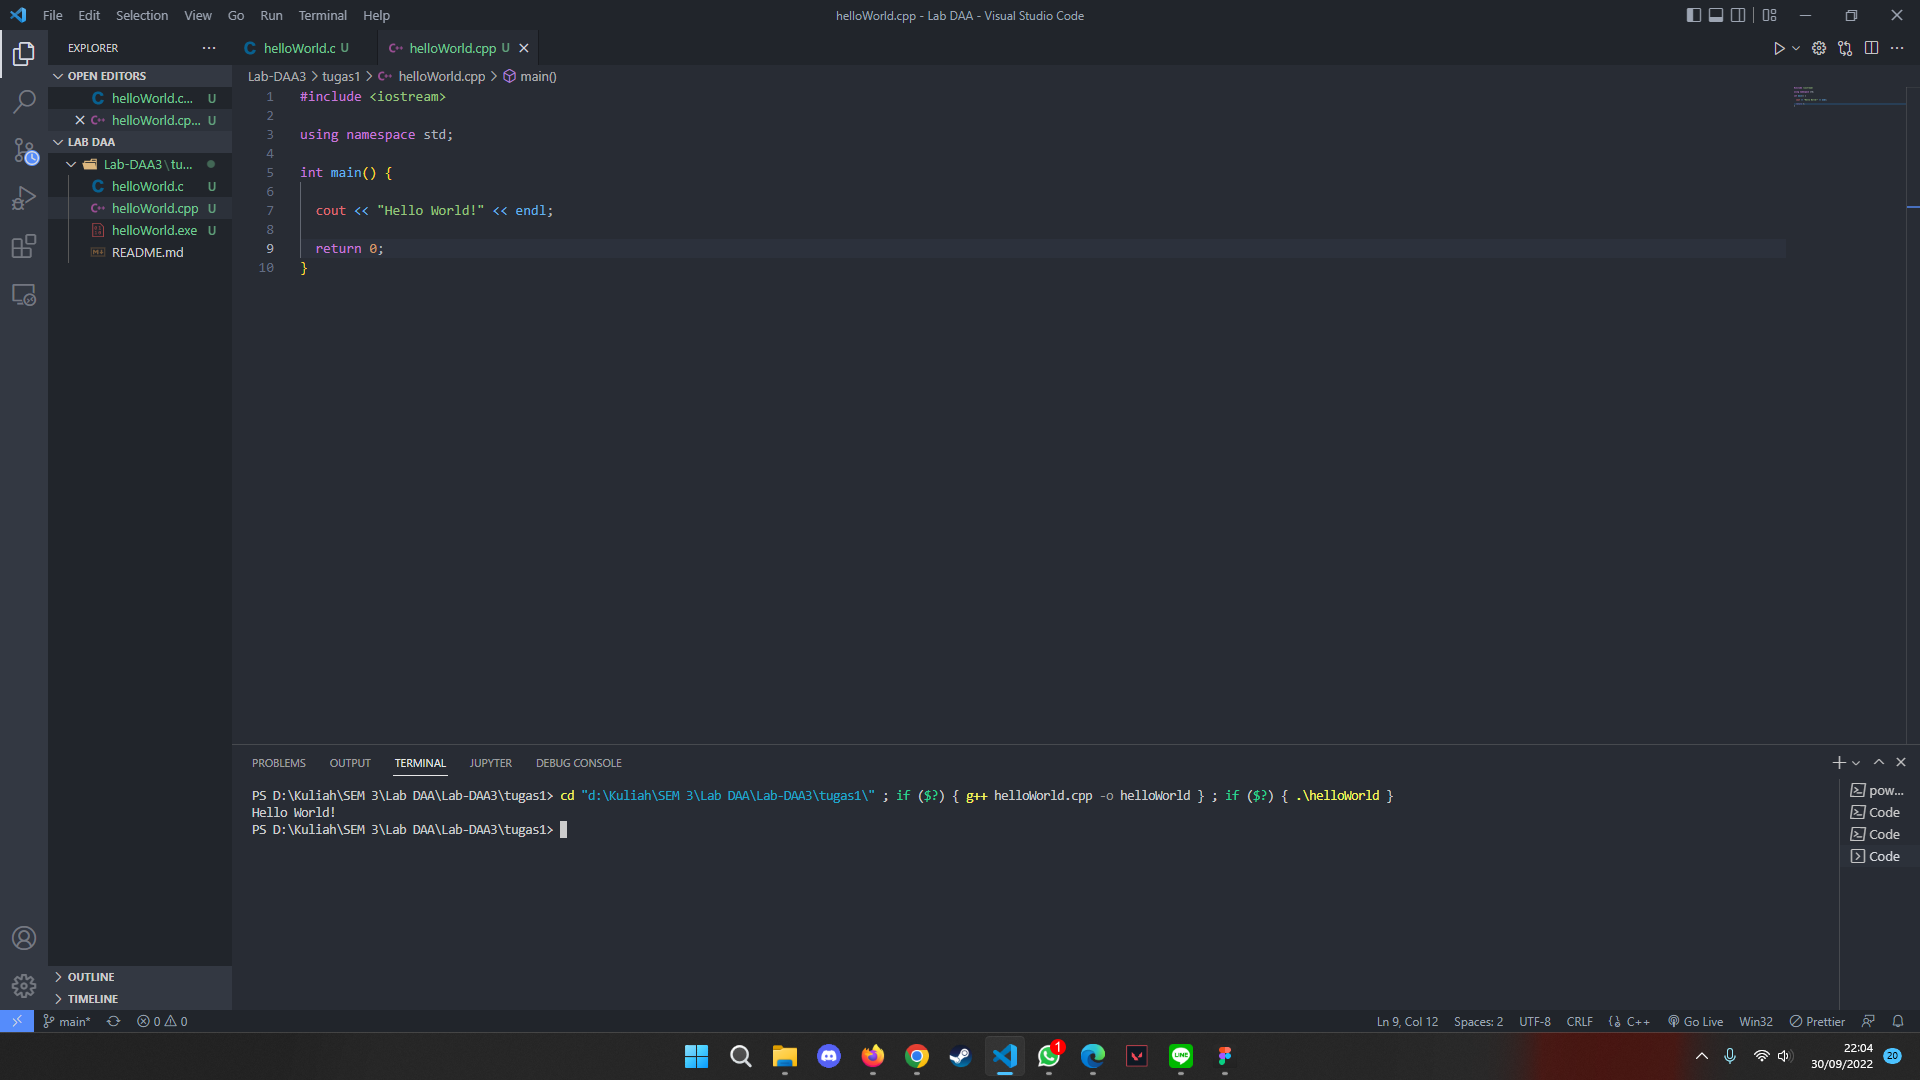 File Edit Selection View Go Run Terminal Help
helloWorld.cpp - Lab DAA - Visual Studio Code
EXPLORER
OPEN EDITORS
helloWorld.c... U
helloWorld.cp... U
LAB DAA
Lab-DAA3\tu...
helloWorld.c U
helloWorld.cpp U
helloWorld.exe U
README.md
OUTLINE
TIMELINE
helloWorld.c U helloWorld.cpp U
Lab-DAA3 > tugas1 > helloWorld.cpp > main()
1 #include <iostream>
2
3 using namespace std;
4
5 int main() {
6
7 cout << "Hello World!" << endl;
8
9 return 0;
10 }
PROBLEMS OUTPUT TERMINAL JUPYTER DEBUG CONSOLE
PS D:\Kuliah\SEM 3\Lab DAA\Lab-DAA3\tugas1> cd "d:\Kuliah\SEM 3\Lab DAA\Lab-DAA3\tugas1\" ; if ($?) { g++ helloWorld.cpp -o helloWorld } ; if ($?) { .\helloWorld }
Hello World!
PS D:\Kuliah\SEM 3\Lab DAA\Lab-DAA3\tugas1>
pow...
Code
Code
Code
main* 0 0
Ln 9, Col 12 Spaces: 2 UTF-8 CRLF C++ Go Live Win32 Prettier
1
LINE
22:04
30/09/2022
20